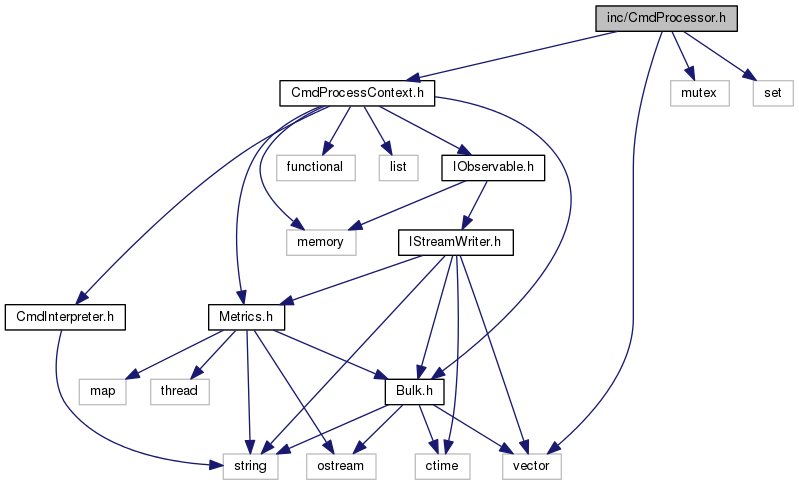 inc/CmdProcessor.h
CmdProcessContext.h
mutex
set
functional
list
IObservable.h
memory
IStreamWriter.h
CmdInterpreter.h
Metrics.h
map
thread
Bulk.h
string
ostream
ctime
vector